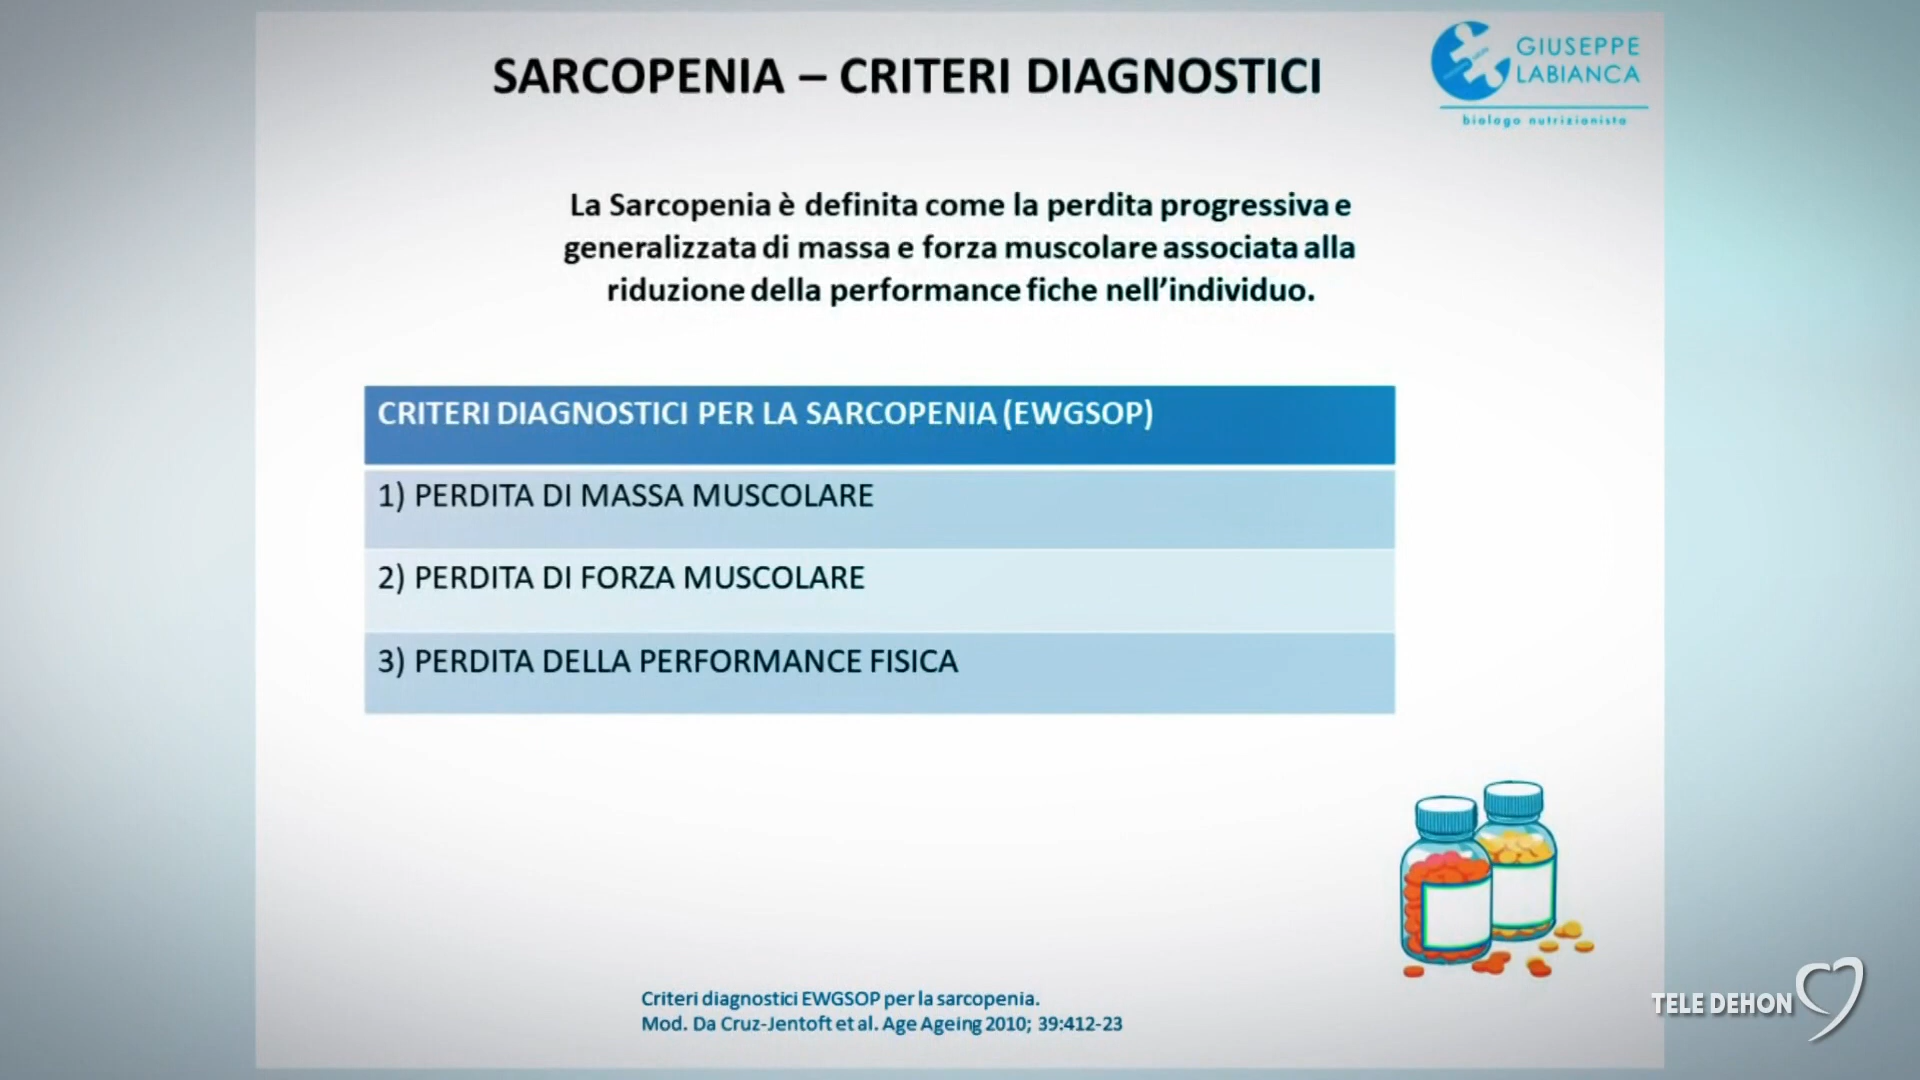 SARCOPENIA – CRITERI DIAGNOSTICI
GIUSEPPE
LABIANCA
biologo nutrizionista
La Sarcopenia è definita come la perdita progressiva e
generalizzata di massa e forza muscolare associata alla
riduzione della performance fiche nell'individuo.
CRITERI DIAGNOSTICI PER LA SARCOPENIA (EWGSOP)
1) PERDITA DI MASSA MUSCOLARE
2) PERDITA DI FORZA MUSCOLARE
3) PERDITA DELLA PERFORMANCE FISICA
Criteri diagnostici EWGSOP per la sarcopenia.
Mod. Da Cruz-Jentoft et al. Age Ageing 2010; 39:412-23
TELE DEHON